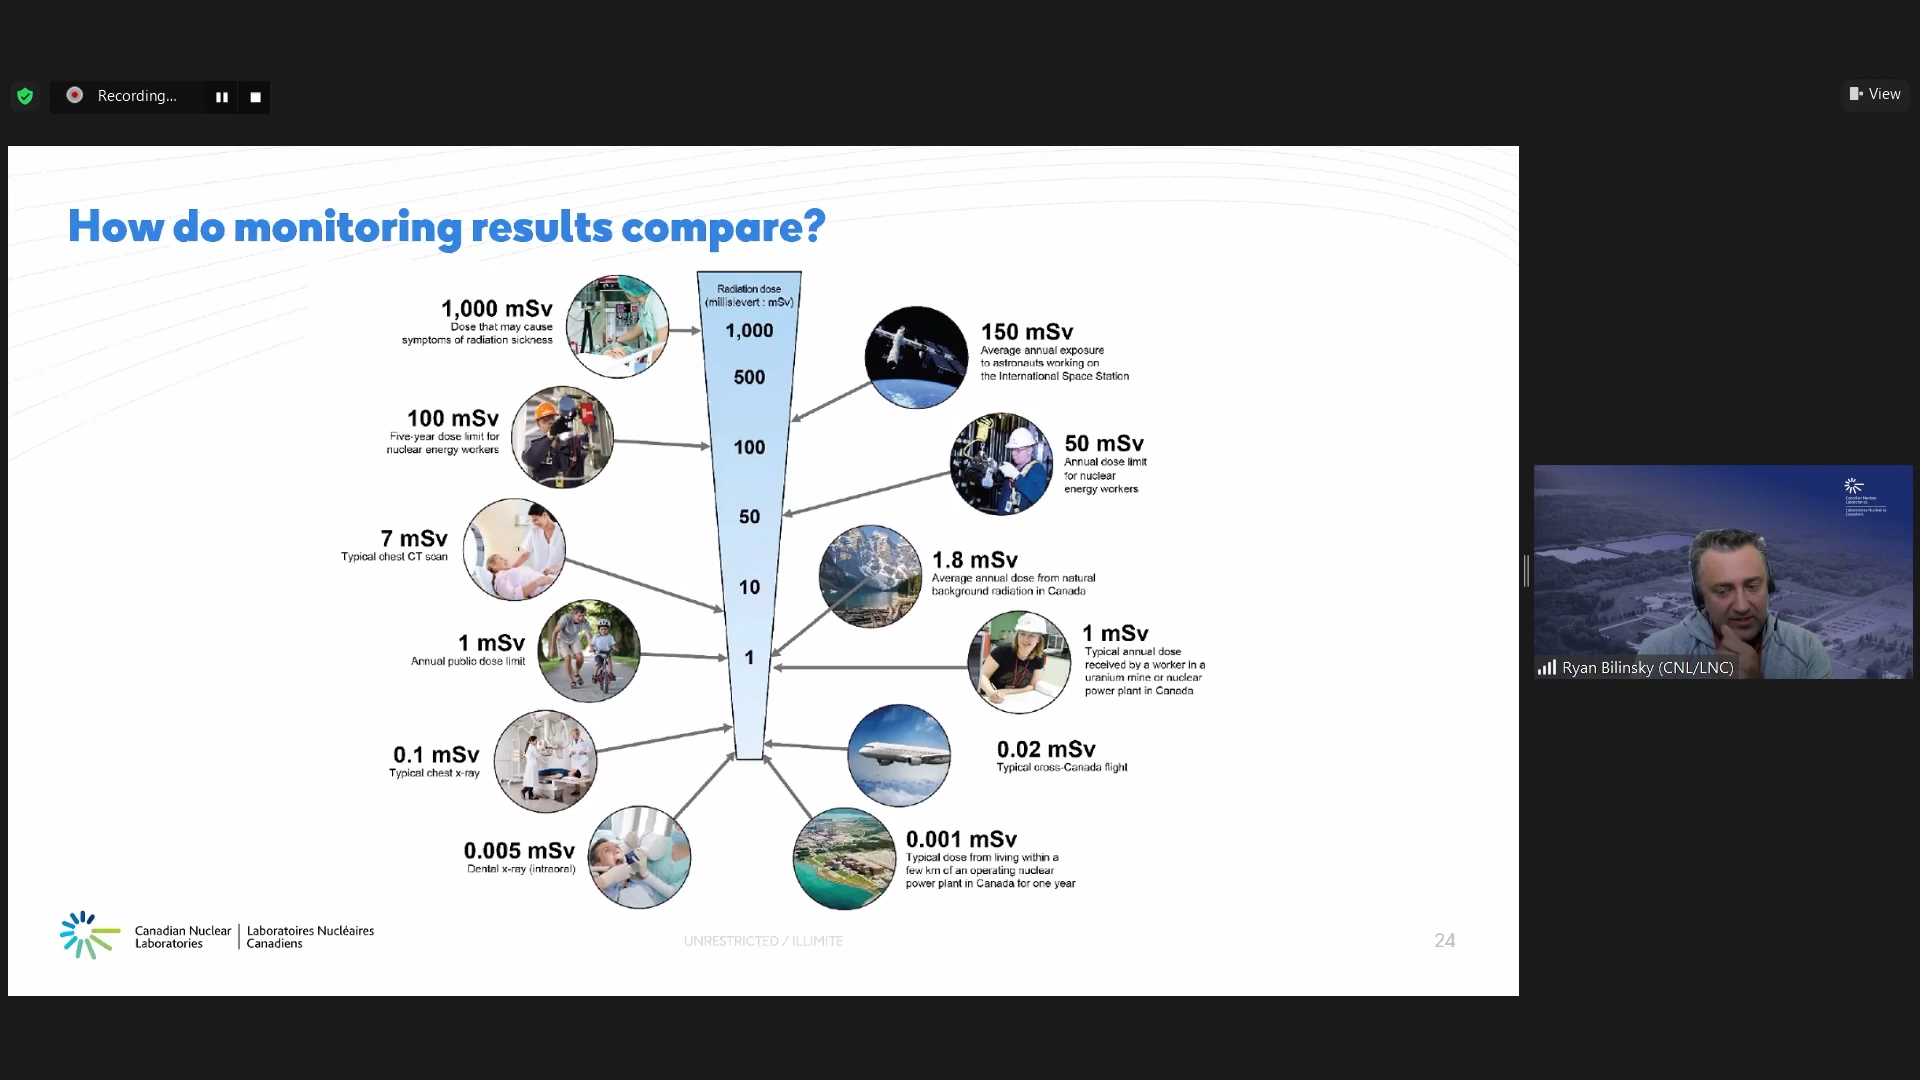 Recording...
View
How do monitoring results compare?
Radiation dose
(millisievert : mSv)
1,000
500
100
50
10
1
1,000 mSv
Dose that may cause
symptoms of radiation sickness
150 mSv
Average annual exposure
to astronauts working on
the International Space Station
100 mSv
Five-year dose limit for
nuclear energy workers
50 mSv
Annual dose limit
for nuclear
energy workers
7 mSv
Typical chest CT scan
1.8 mSv
Average annual dose from natural
background radiation in Canada
1 mSv
Annual public dose limit
1 mSv
Typical annual dose
received by a worker in a
uranium mine or nuclear
power plant in Canada
0.1 mSv
Typical chest x-ray
0.02 mSv
Typical cross-Canada flight
0.005 mSv
Dental x-ray (intraoral)
0.001 mSv
Typical dose from living within a
few km of an operating nuclear
power plant in Canada for one year
Canadian Nuclear
Laboratories
Laboratoires Nucléaires
Canadiens
UNRESTRICTED / ILLIMITE
24
Canadian Nuclear
Laboratories
Laboratoires Nucléaires
Canadiens
Ryan Bilinsky (CNL/LNC)